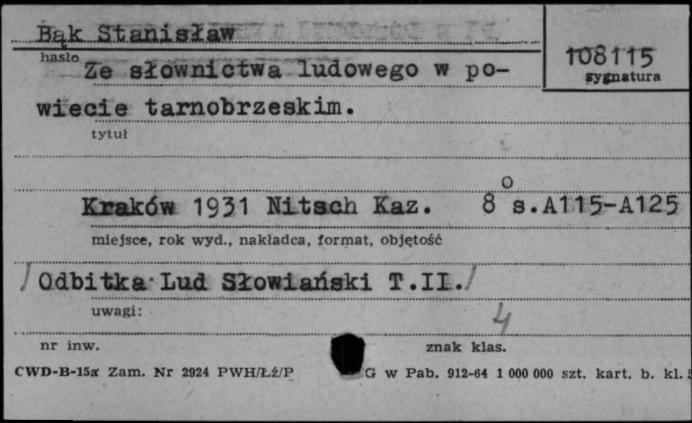 Bąk Stanisław
hasło
108115
sygnatura
Ze słownictwa ludowego w po-
wiecie tarnobrzeskim.
tytuł
Kraków 1931 Nitsch Kaz. 8° s.A115-A125
miejsce, rok wyd., nakładca, format, objętość
/Odbitka Lud Słowiański T.II./
uwagi:
4
nr inw.
znak klas.
CWD-B-15a Zam. Nr 2924 PWH/Łź/P
G w Pab. 912-64 1 000 000 szt. kart. b. kl.